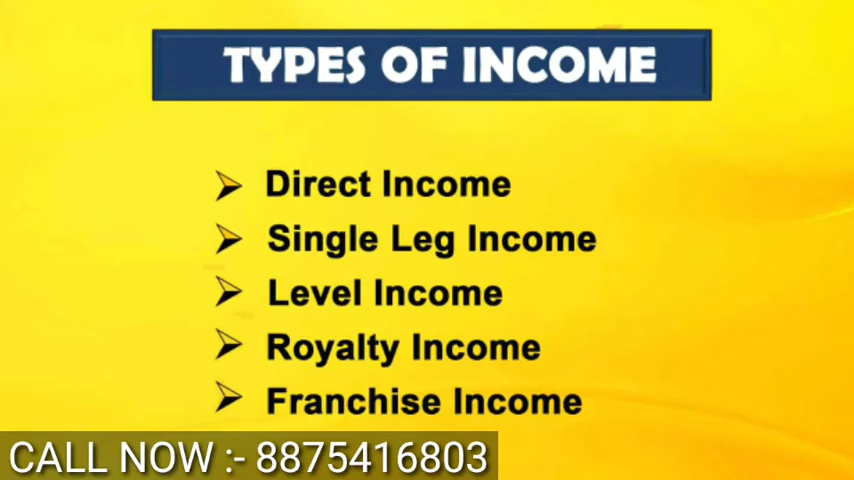 TYPES OF INCOME
Direct Income
Single Leg Income
Level Income
Royalty Income
Franchise Income
CALL NOW :- 8875416803